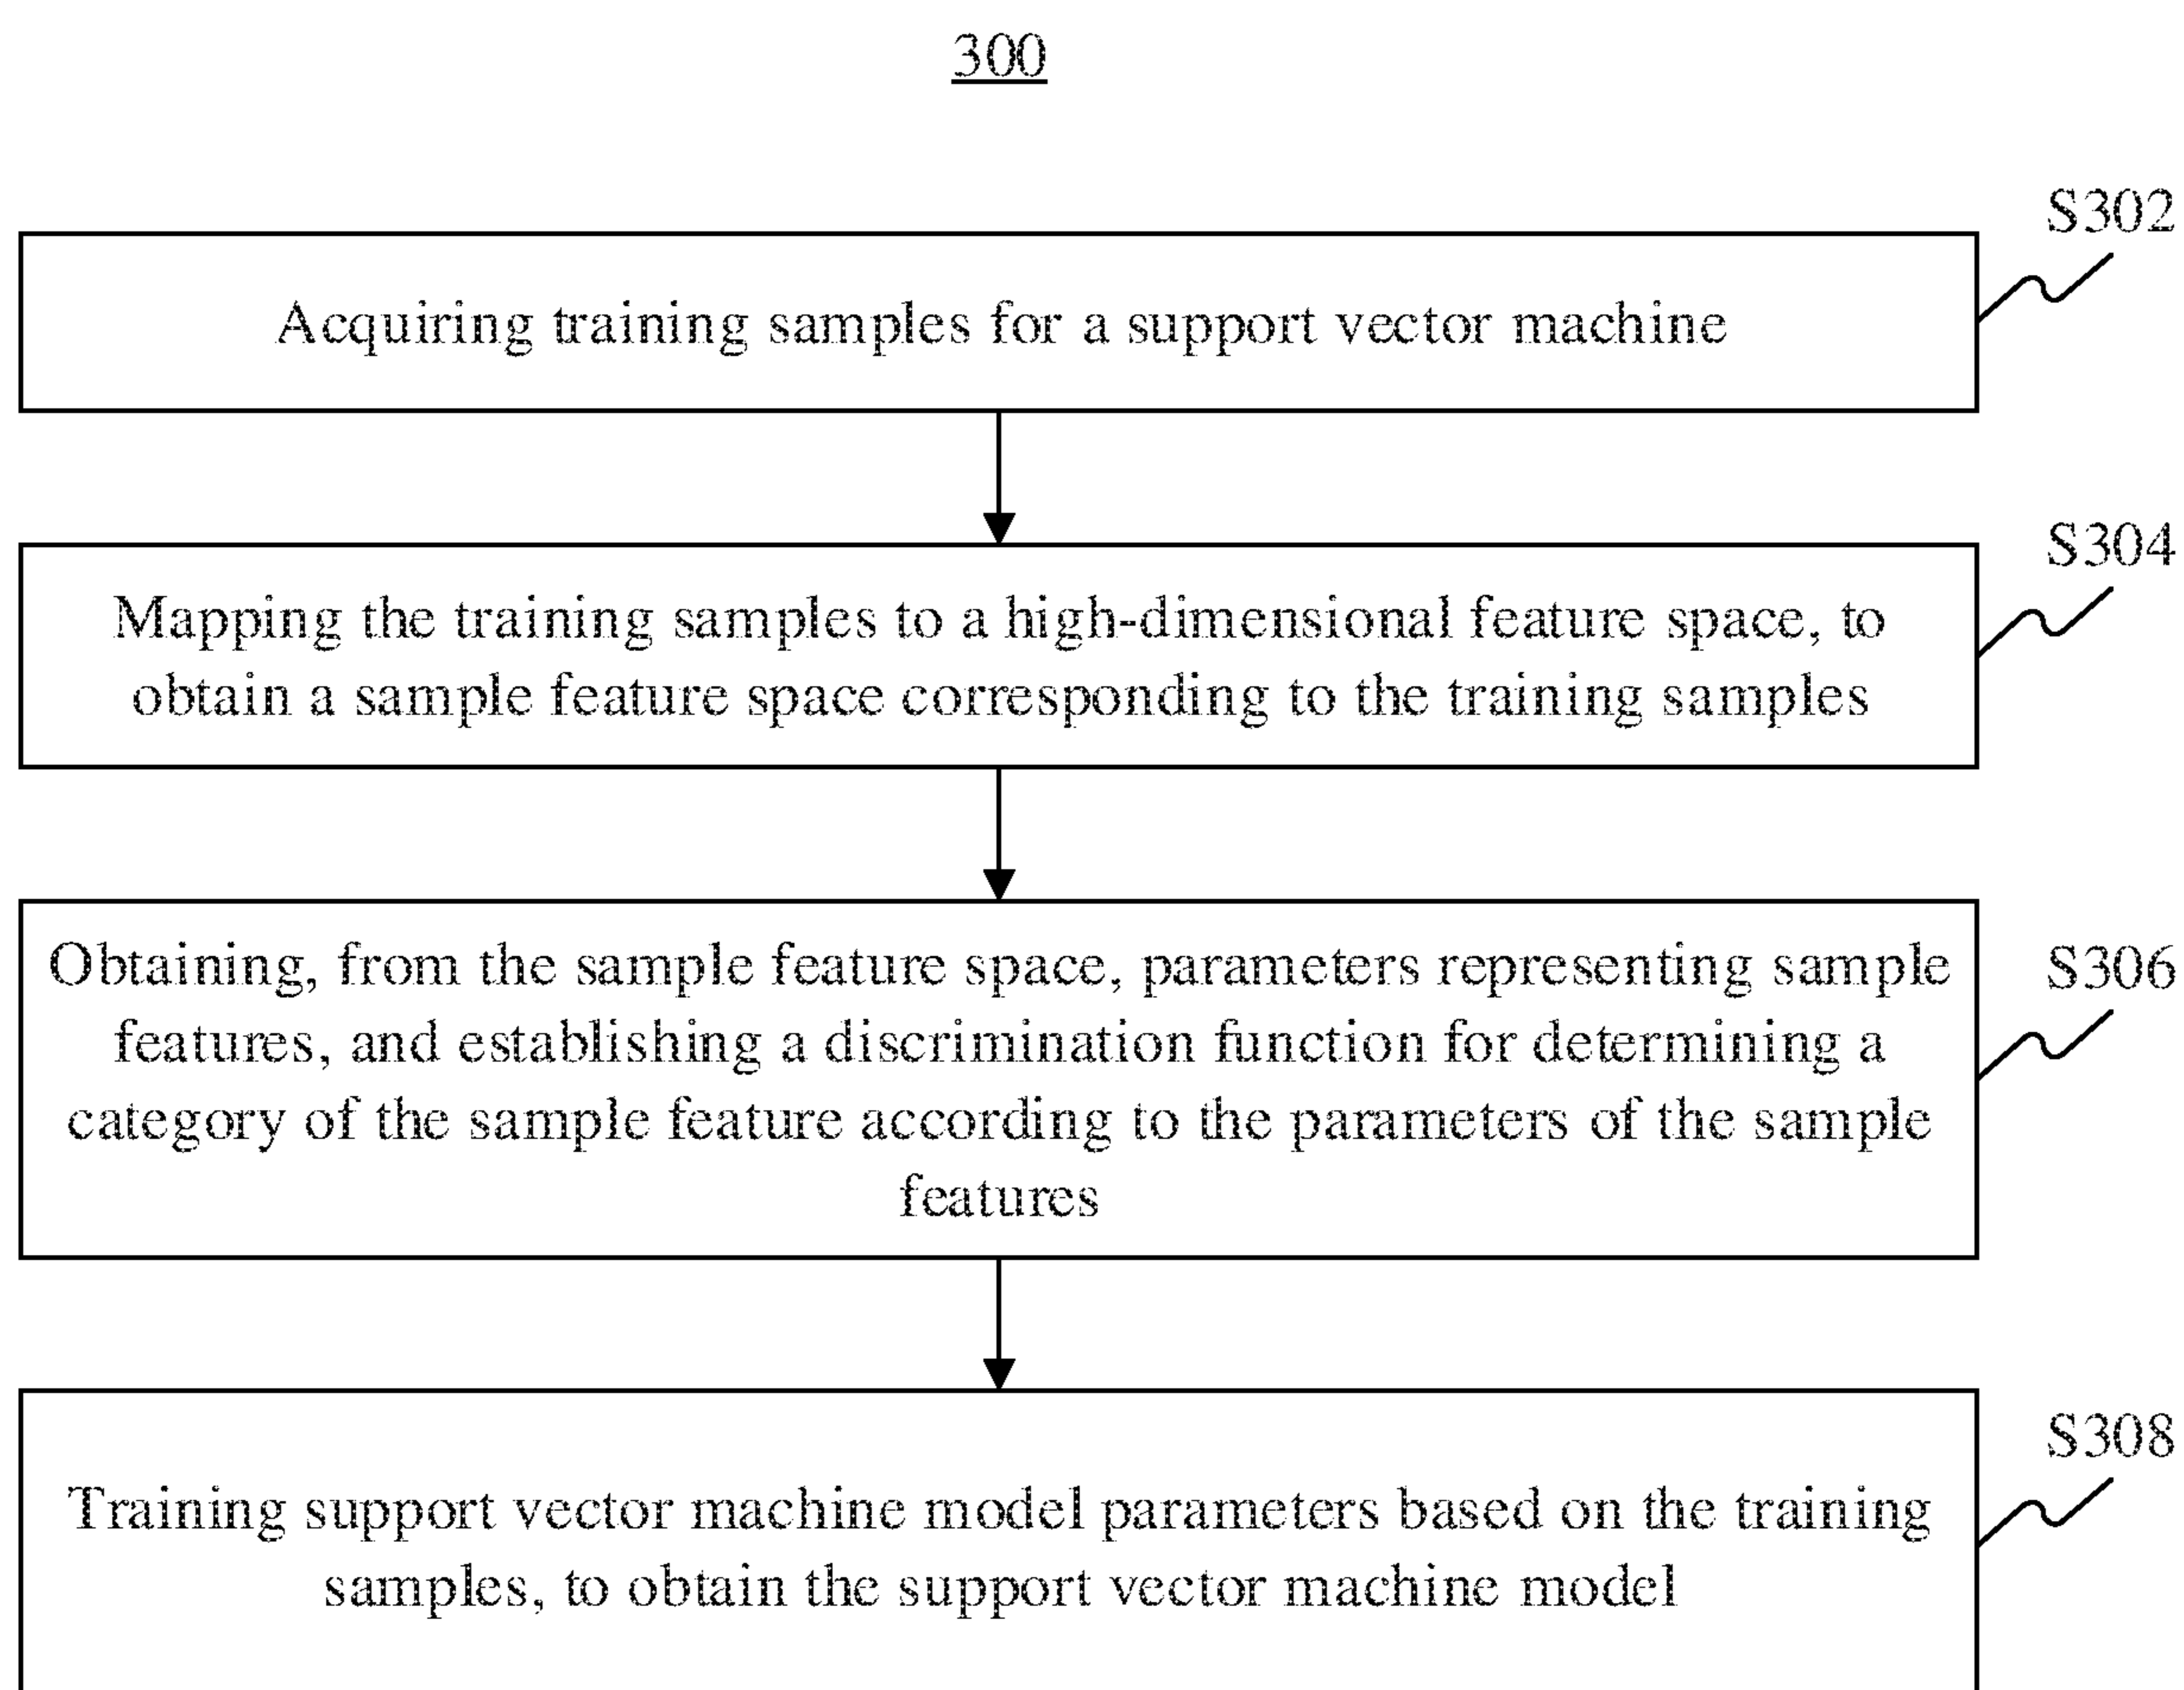 300
S302
Acquiring training samples for a support vector machine
S304
Mapping the training samples to a high-dimensional feature space, to
obtain a sample feature space corresponding to the training samples
S306
Obtaining, from the sample feature space, parameters representing sample
features, and establishing a discrimination function for determining a
category of the sample feature according to the parameters of the sample
features
S308
Training support vector machine model parameters based on the training
samples, to obtain the support vector machine model